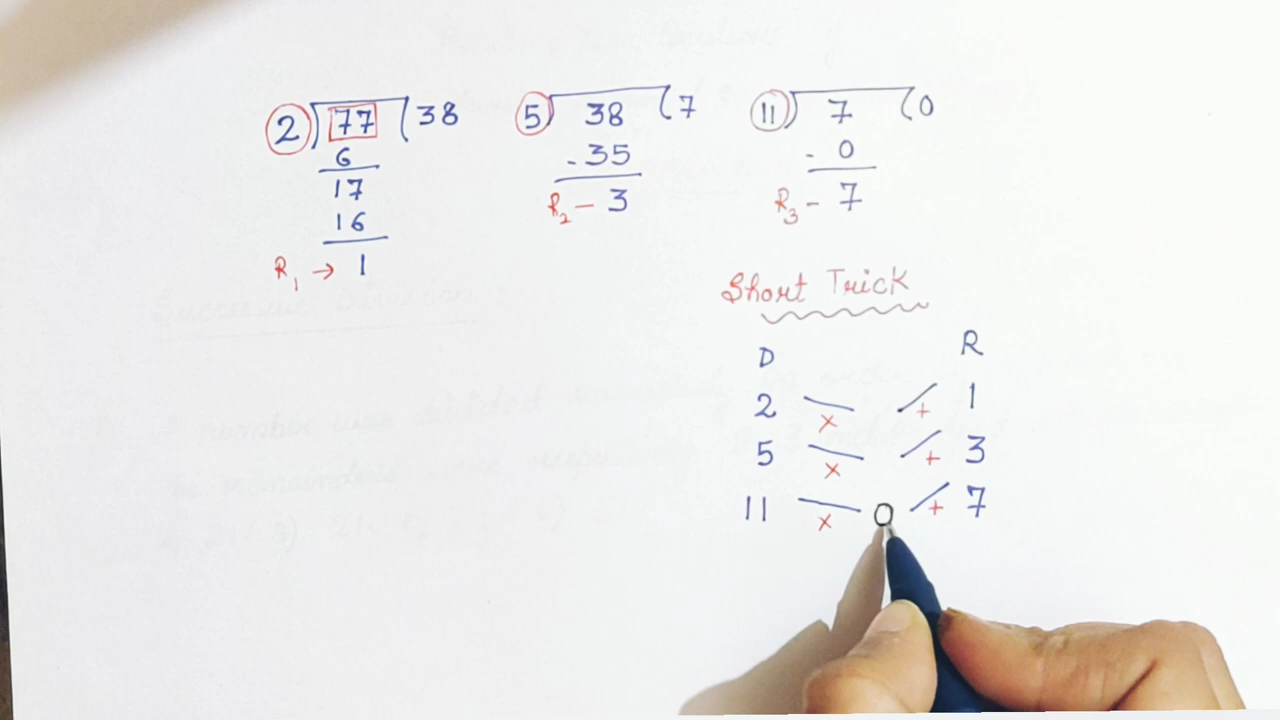 2) 77 (38
6
17
16
R1 → 1
5) 38 (7
- 35
R2 - 3
11) 7 (0
- 0
R3 - 7
Short Trick
D R
2 × + 1
5 × + 3
11 × 0 + 7